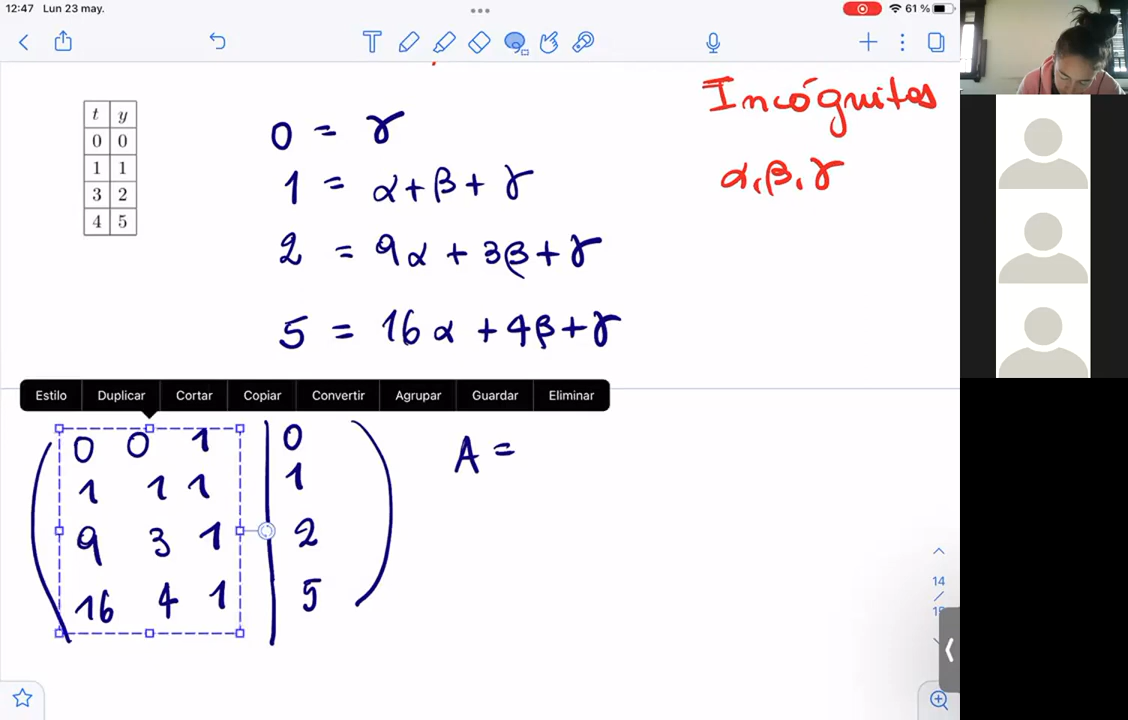 12:47 Lun 23 may.
61 %
Incógnitas
α, β, γ
t y
0 0
1 1
3 2
4 5
0 = γ
1 = α + β + γ
2 = 9α + 3β + γ
5 = 16α + 4β + γ
Estilo Duplicar Cortar Copiar Convertir Agrupar Guardar Eliminar
0 0 1 | 0
1 1 1 | 1
9 3 1 | 2
16 4 1 | 5
A =
14
/